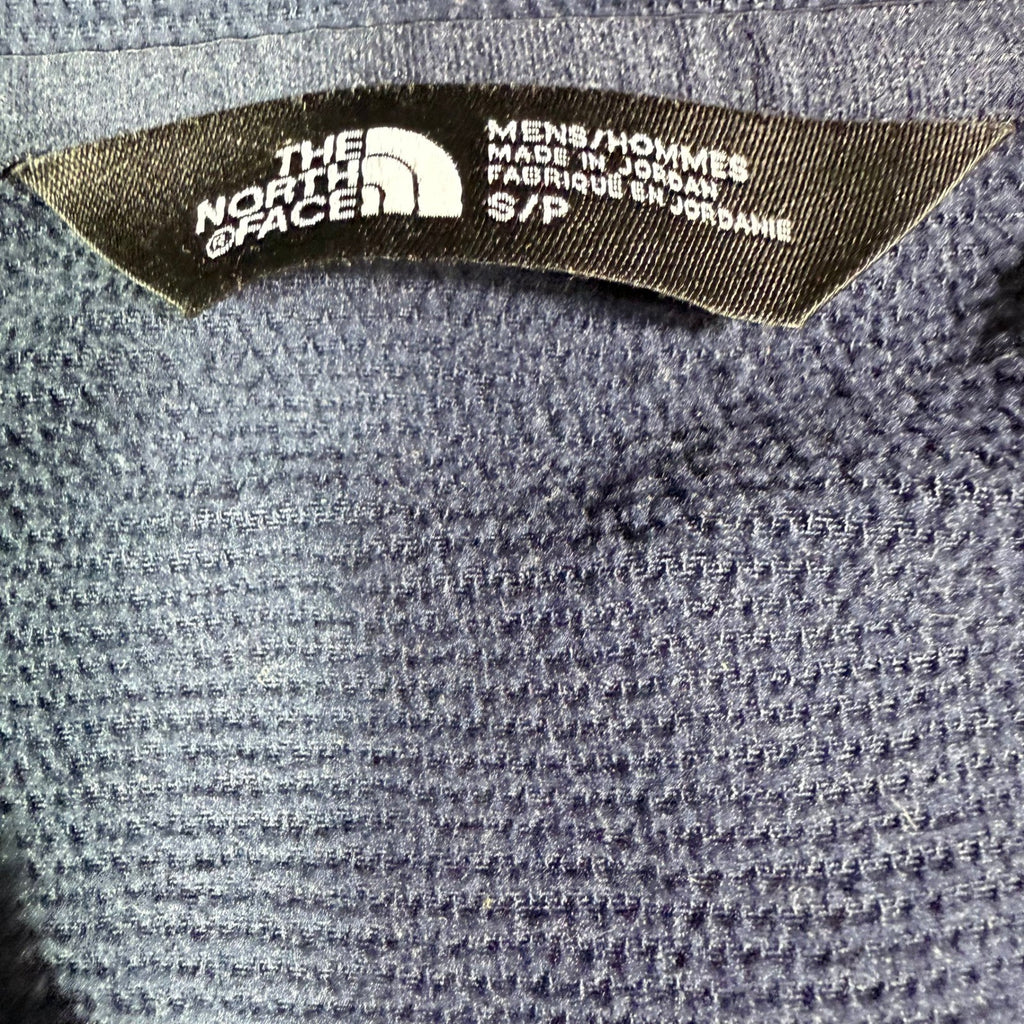 THE
NORTH
®FACE
MENS/HOMMES
MADE IN JORDAN
FABRIQUE EN JORDANIE
S/P